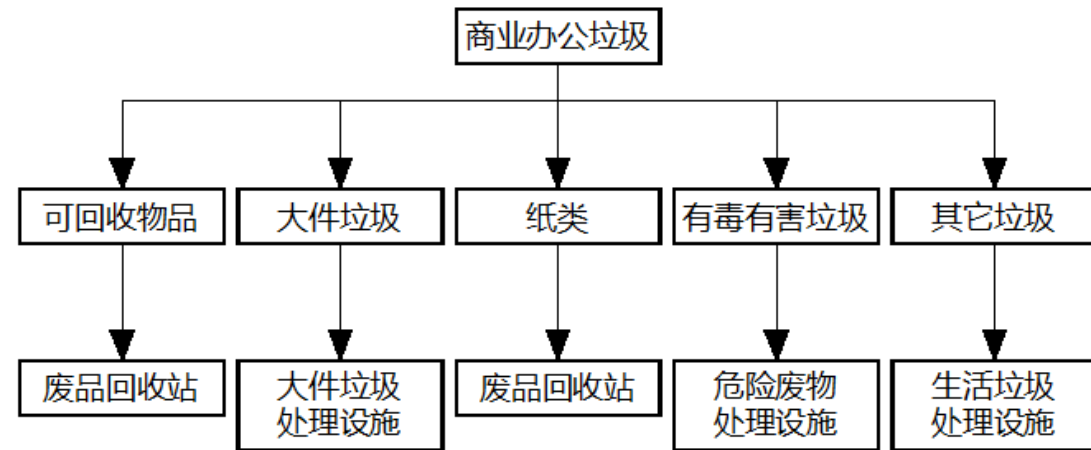 商业办公垃圾
可回收物品
大件垃圾
纸类
有毒有害垃圾
其它垃圾
废品回收站
大件垃圾
处理设施
废品回收站
危险废物
处理设施
生活垃圾
处理设施